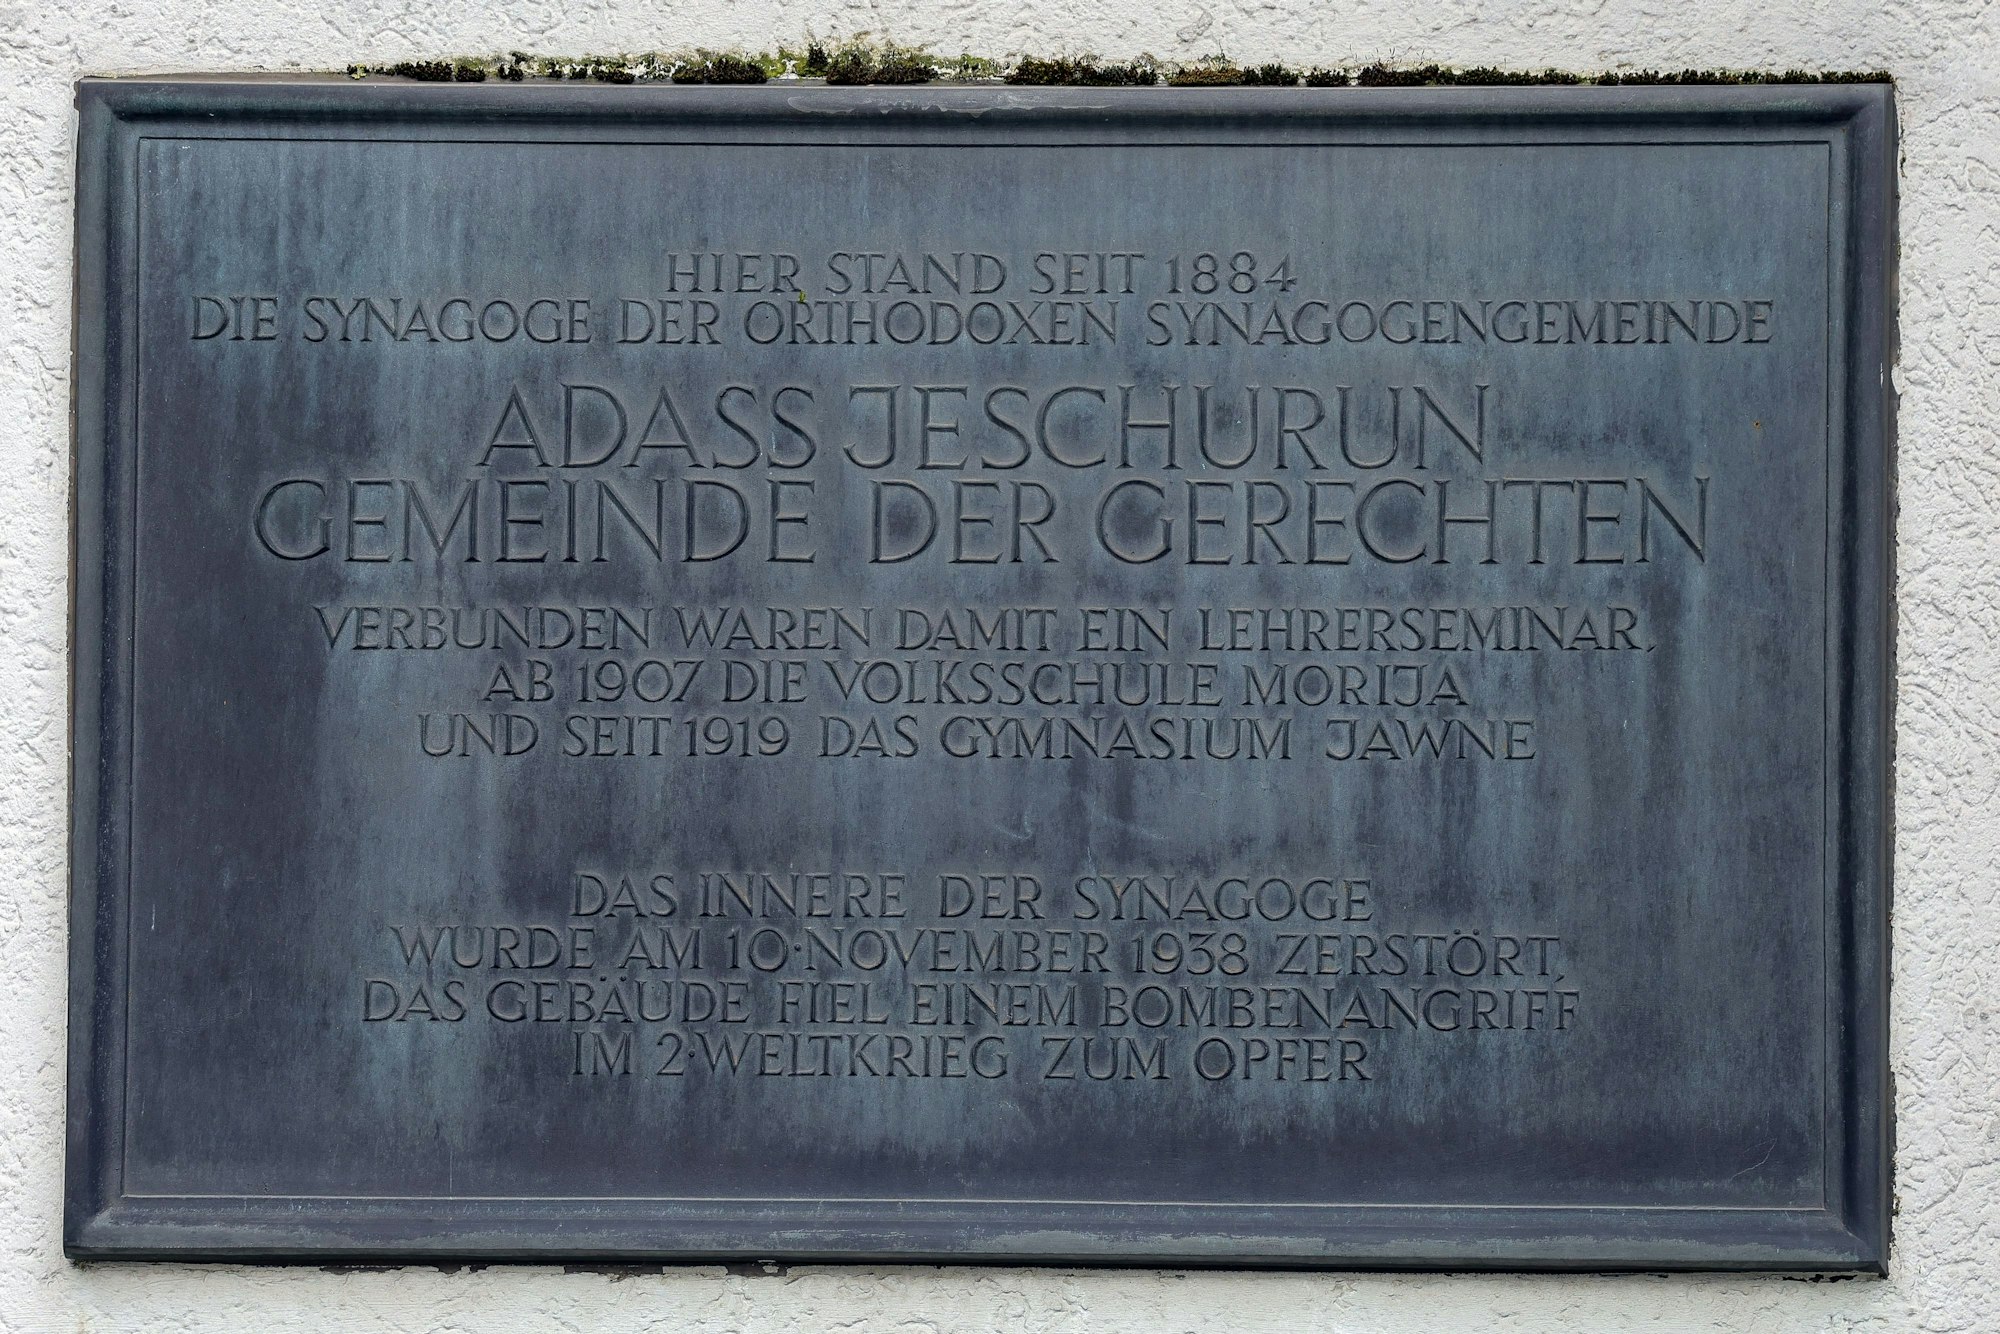 HIER STAND SEIT 1884
DIE SYNAGOGE DER ORTHODOXEN SYNAGOGENGEMEINDE
ADASS JESCHURUN
GEMEINDE DER GERECHTEN
VERBUNDEN WAREN DAMIT EIN LEHRERSEMINAR,
AB 1907 DIE VOLKSSCHULE MORIJA
UND SEIT 1919 DAS GYMNASIUM JAWNE
DAS INNERE DER SYNAGOGE
WURDE AM 10·NOVEMBER 1938 ZERSTÖRT,
DAS GEBÄUDE FIEL EINEM BOMBENANGRIFF
IM 2·WELTKRIEG ZUM OPFER